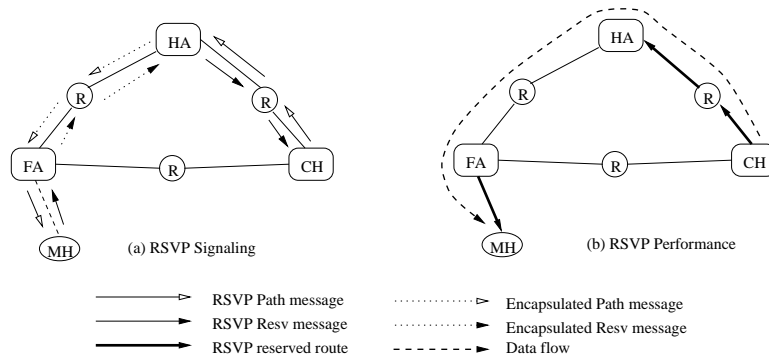 HA
R
R
FA
R
CH
MH
(a) RSVP Signaling
HA
R
R
FA
R
CH
MH
(b) RSVP Performance
RSVP Path message
RSVP Resv message
RSVP reserved route
Encapsulated Path message
Encapsulated Resv message
Data flow